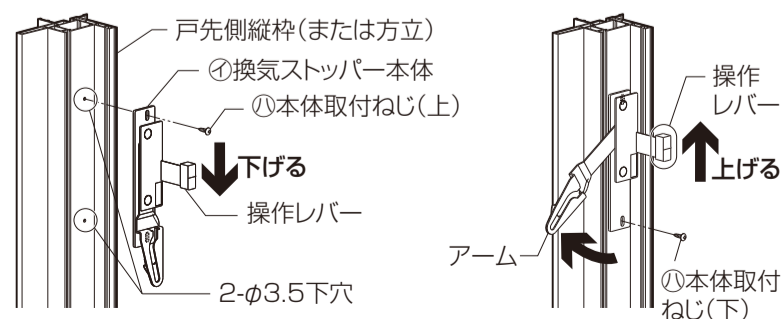 戸先側縦枠(または方立)
㋑換気ストッパー本体
㋩本体取付ねじ(上)
下げる
操作レバー
2-φ3.5下穴
操作
レバー
上げる
アーム
㋩本体取付
ねじ(下)